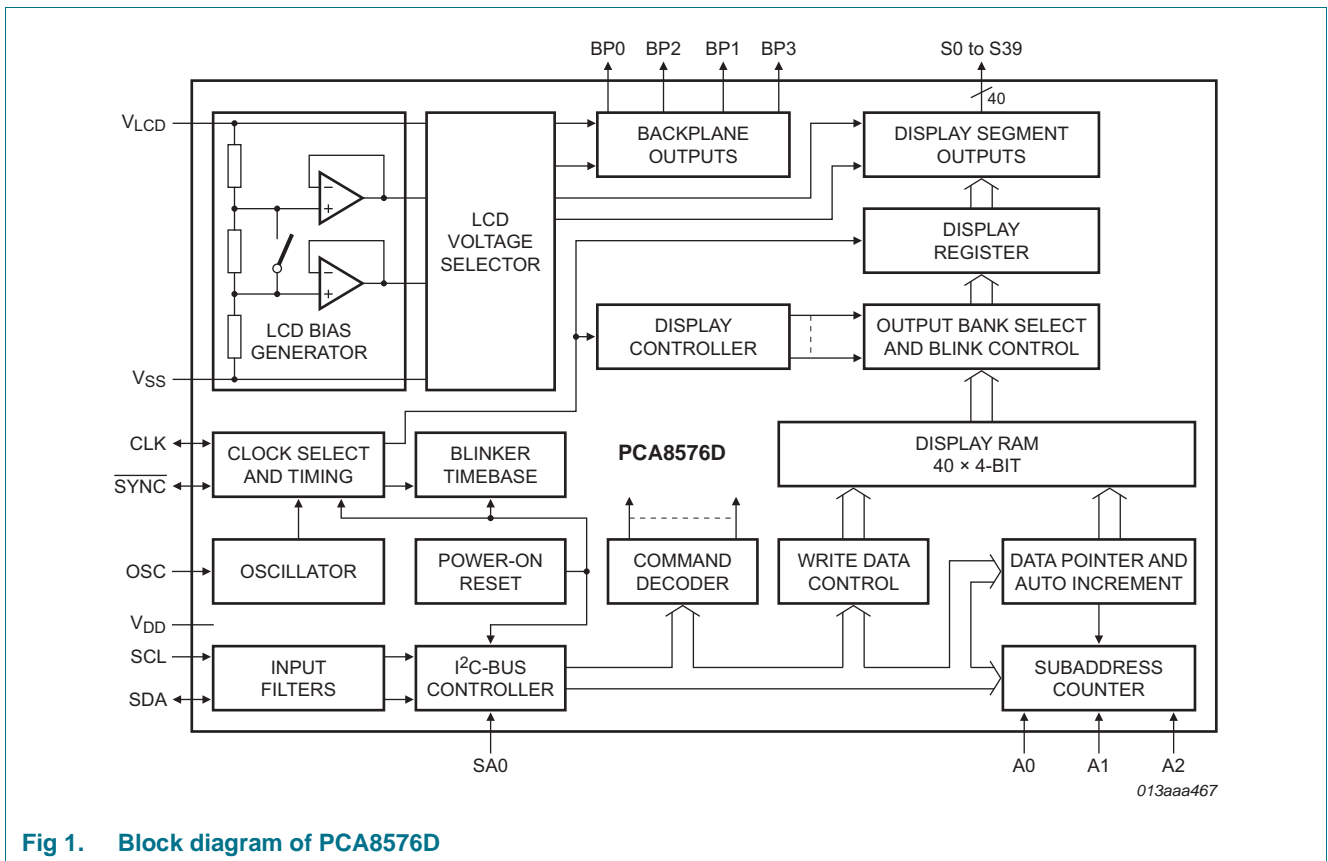 BP0 BP2 BP1 BP3 S0 to S39
40
VLCD
BACKPLANE
OUTPUTS
DISPLAY SEGMENT
OUTPUTS
-
+
LCD
VOLTAGE
SELECTOR
DISPLAY
REGISTER
-
+
LCD BIAS
GENERATOR
DISPLAY
CONTROLLER
OUTPUT BANK SELECT
AND BLINK CONTROL
VSS
CLK
SYNC
CLOCK SELECT
AND TIMING
BLINKER
TIMEBASE
PCA8576D
DISPLAY RAM
40 × 4-BIT
OSC
OSCILLATOR
POWER-ON
RESET
COMMAND
DECODER
WRITE DATA
CONTROL
DATA POINTER AND
AUTO INCREMENT
VDD
SCL
SDA
INPUT
FILTERS
I2C-BUS
CONTROLLER
SUBADDRESS
COUNTER
SA0 A0 A1 A2
013aaa467
Fig 1. Block diagram of PCA8576D